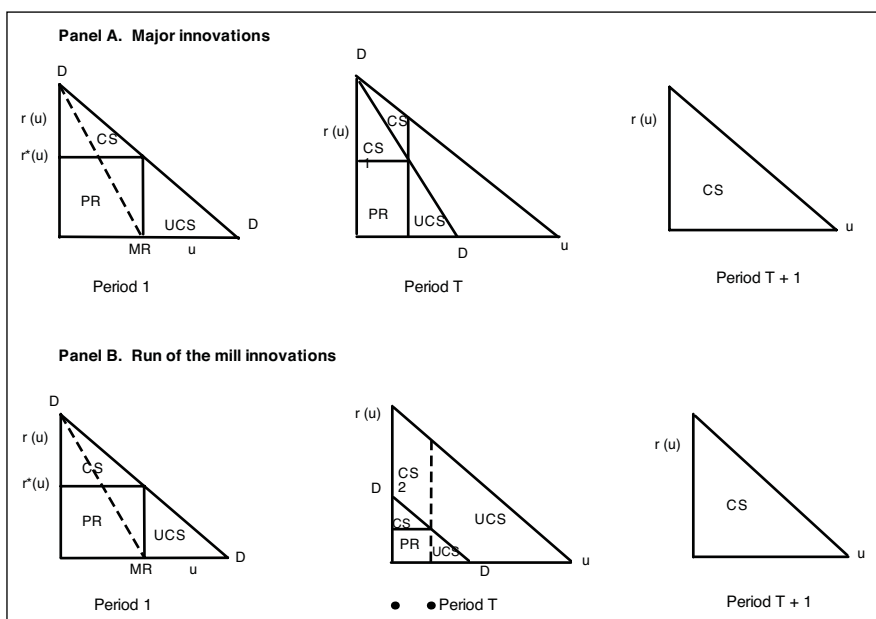 Panel A. Major innovations
D
r (u)
CS
r*(u)
PR
UCS
D
MR
u
Period 1
D
r (u)
CS
CS
1
PR
UCS
D
u
Period T
r (u)
CS
u
Period T + 1
Panel B. Run of the mill innovations
D
r (u)
CS
r*(u)
PR
UCS
D
MR
u
Period 1
r (u)
CS
2
D
UCS
CS
PR
UCS
u
D
Period T
r (u)
CS
u
Period T + 1